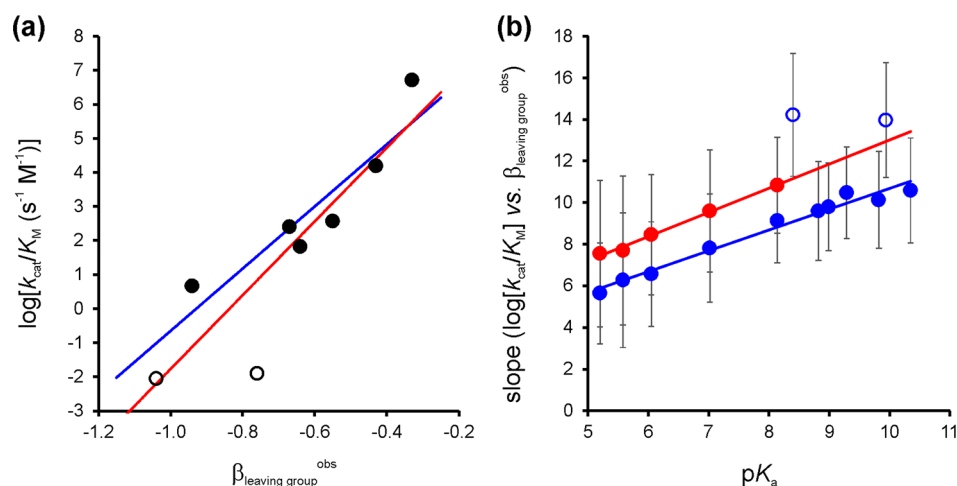 (a)
log[kcat/KM (s⁻¹ M⁻¹)]
8
7
6
5
4
3
2
1
0
-1
-2
-3
-1.2 -1.0 -0.8 -0.6 -0.4 -0.2
βleaving group^obs
(b)
slope (log[kcat/KM] vs. βleaving group^obs)
18
16
14
12
10
8
6
4
2
0
5 6 7 8 9 10 11
pKa